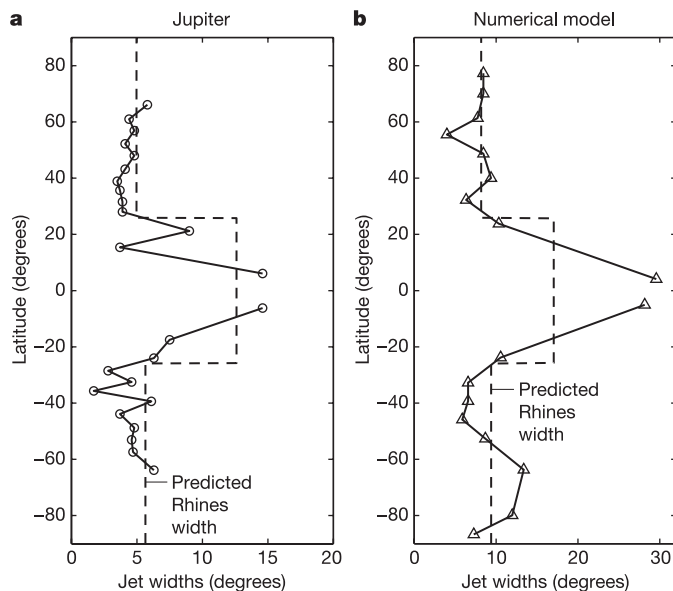 a
Jupiter
80
60
40
20
0
−20
−40
−60
−80
Latitude (degrees)
Predicted
Rhines
width
0
5
10
15
20
Jet widths (degrees)
b
Numerical model
80
60
40
20
0
−20
−40
−60
−80
Latitude (degrees)
Predicted
Rhines
width
0
10
20
30
Jet widths (degrees)